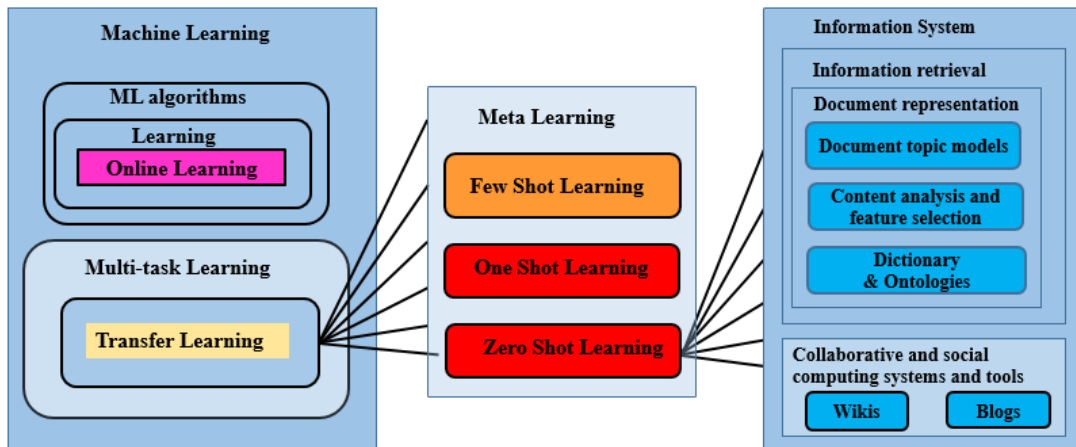 Machine Learning
ML algorithms
Learning
Online Learning
Multi-task Learning
Transfer Learning
Meta Learning
Few Shot Learning
One Shot Learning
Zero Shot Learning
Information System
Information retrieval
Document representation
Document topic models
Content analysis and
feature selection
Dictionary
& Ontologies
Collaborative and social
computing systems and tools
Wikis
Blogs